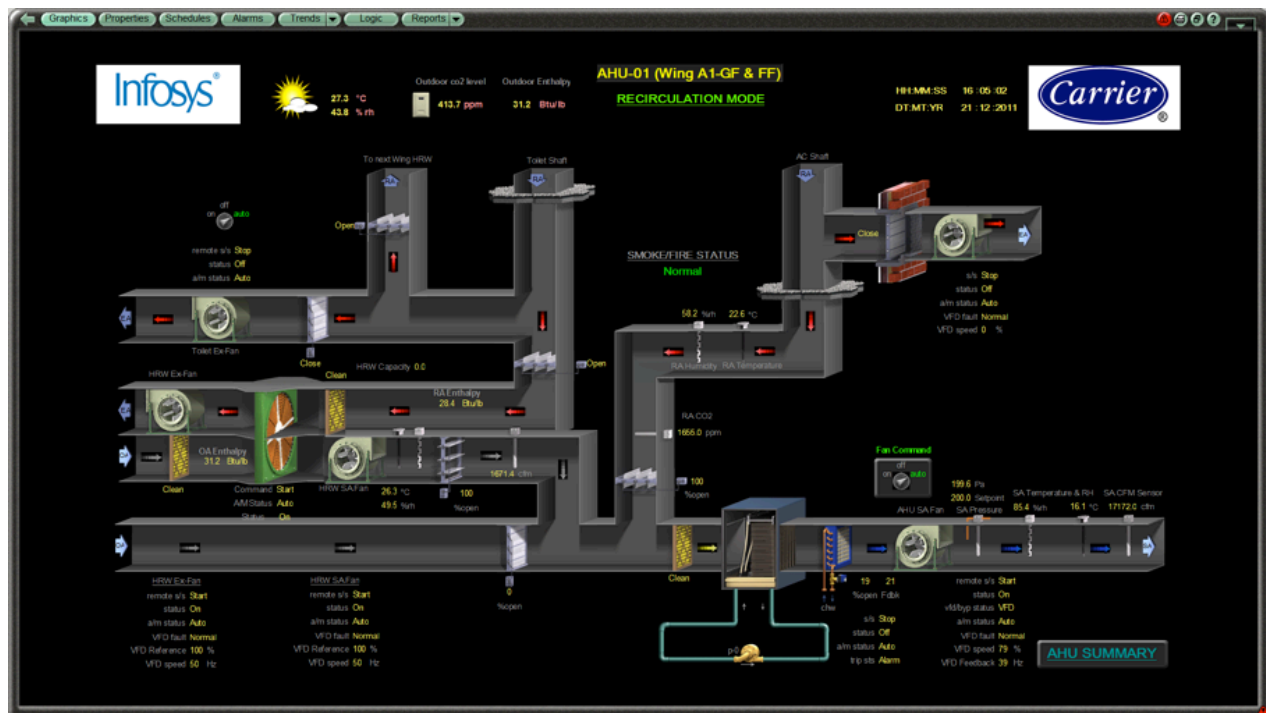 Graphics Properties Schedules Alarms Trends Logic Reports
Infosys®
27.3 °C
43.8 % rh
Outdoor co2 level
413.7 ppm
Outdoor Enthalpy
31.2 Btu/lb
AHU-01 (Wing A1-GF & FF)
RECIRCULATION MODE
HH:MM:SS 16 :05 :02
DT:MT:YR 21 :12 :2011
Carrier®
To next Wing HRW
Toilet Shaft
AC Shaft
RA
RA
RA
off
on auto
remote s/s Stop
status Off
a/m status Auto
Open
Close
EA
SMOKE/FIRE STATUS
Normal
s/s Stop
status Off
a/m status Auto
VFD fault Normal
VFD speed 0 %
58.2 %rh 22.6 °C
RA Humidity RA Temperature
EA
Toilet Ex-Fan
Close
Open
HRW Ex-Fan
Clean
HRW Capacity 0.0
RA Enthalpy
28.4 Btu/lb
EA
OA
OA Enthalpy
31.2 Btu/lb
Clean
Command Start
A/M Status Auto
Status On
HRW SA Fan
26.3 °C
49.5 %rh
100
%open
1671.4 cfm
RA CO2
1655.0 ppm
100
%open
Fan Command
off
on auto
199.6 Pa
200.0 Setpoint
SA Pressure
AHU SA Fan
SA Temperature & RH
85.4 %rh 16.1 °C
SA CFM Sensor
17172.0 cfm
OA
SA
0
%open
Clean
HRW Ex-Fan
remote s/s Start
status On
a/m status Auto
VFD fault Normal
VFD Reference 100 %
VFD speed 50 Hz
HRW SA Fan
remote s/s Start
status On
a/m status Auto
VFD fault Normal
VFD Reference 100 %
VFD speed 50 Hz
p-0
chw
19 21
%open Fdbk
s/s Stop
status Off
a/m status Auto
trip sts Alarm
remote s/s Start
status On
vfd/byp status VFD
a/m status Auto
VFD fault Normal
VFD speed 79 %
VFD Feedback 39 Hz
AHU SUMMARY